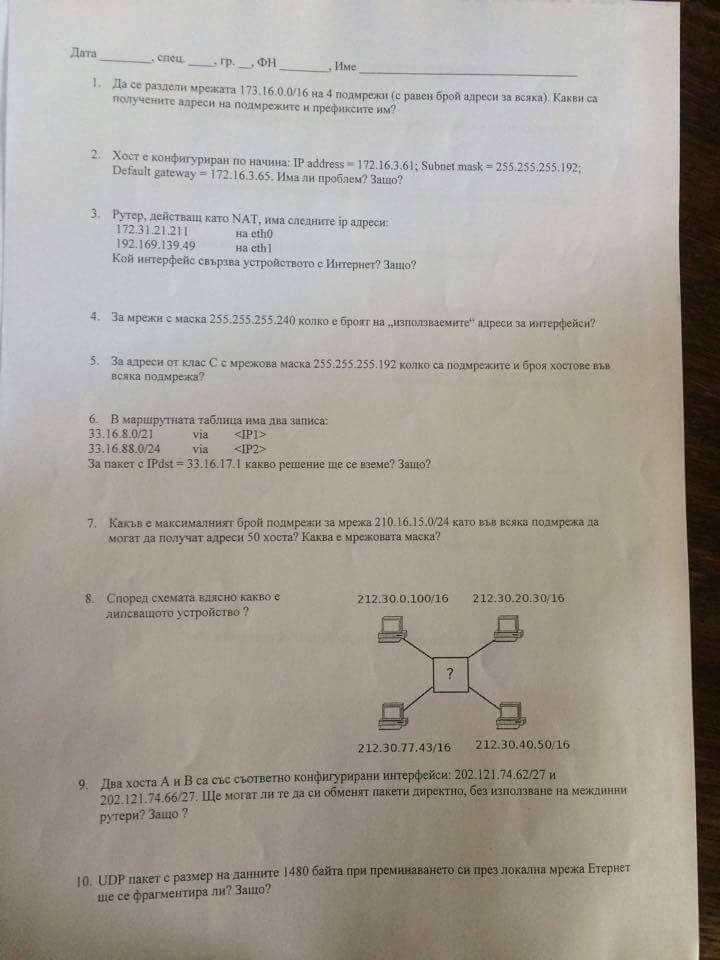 Дата ________, спец. ____, гр. __, ФН _______, Име ________________________________
1. Да се раздели мрежата 173.16.0.0/16 на 4 подмрежи (с равен брой адреси за всяка). Какви са
получените адреси на подмрежите и префиксите им?
2. Хост е конфигуриран по начина: IP address = 172.16.3.61; Subnet mask = 255.255.255.192;
Default gateway = 172.16.3.65. Има ли проблем? Защо?
3. Рутер, действащ като NAT, има следните ip адреси:
172.31.21.211 на eth0
192.169.139.49 на eth1
Кой интерфейс свързва устройството с Интернет? Защо?
4. За мрежи с маска 255.255.255.240 колко е броят на „използваемите“ адреси за интерфейси?
5. За адреси от клас C с мрежова маска 255.255.255.192 колко са подмрежите и броя хостове във
всяка подмрежа?
6. В маршрутната таблица има два записа:
33.16.8.0/21 via <IP1>
33.16.88.0/24 via <IP2>
За пакет с IPdst = 33.16.17.1 какво решение ще се вземе? Защо?
7. Какъв е максималният брой подмрежи за мрежа 210.16.15.0/24 като във всяка подмрежа да
могат да получат адреси 50 хоста? Каква е мрежовата маска?
8. Според схемата вдясно какво е
липсващото устройство ?
212.30.0.100/16 212.30.20.30/16
?
212.30.77.43/16 212.30.40.50/16
9. Два хоста А и В са със съответно конфигурирани интерфейси: 202.121.74.62/27 и
202.121.74.66/27. Ще могат ли те да си обменят пакети директно, без използване на междинни
рутери? Защо ?
10. UDP пакет с размер на данните 1480 байта при преминаването си през локална мрежа Етернет
ще се фрагментира ли? Защо?